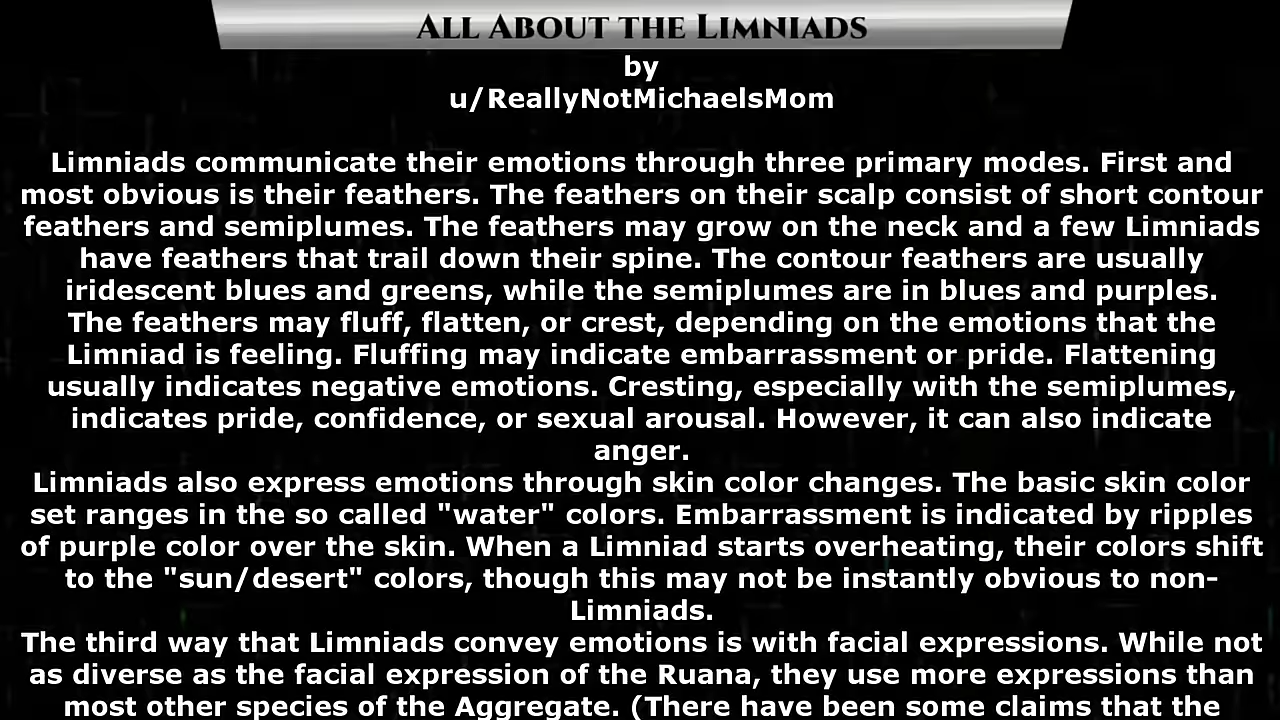 All About the Limniads
by
u/ReallyNotMichaelsMom
Limniads communicate their emotions through three primary modes. First and
most obvious is their feathers. The feathers on their scalp consist of short contour
feathers and semiplumes. The feathers may grow on the neck and a few Limniads
have feathers that trail down their spine. The contour feathers are usually
iridescent blues and greens, while the semiplumes are in blues and purples.
The feathers may fluff, flatten, or crest, depending on the emotions that the
Limniad is feeling. Fluffing may indicate embarrassment or pride. Flattening
usually indicates negative emotions. Cresting, especially with the semiplumes,
indicates pride, confidence, or sexual arousal. However, it can also indicate
anger.
Limniads also express emotions through skin color changes. The basic skin color
set ranges in the so called "water" colors. Embarrassment is indicated by ripples
of purple color over the skin. When a Limniad starts overheating, their colors shift
to the "sun/desert" colors, though this may not be instantly obvious to non-
Limniads.
The third way that Limniads convey emotions is with facial expressions. While not
as diverse as the facial expression of the Ruana, they use more expressions than
most other species of the Aggregate. (There have been some claims that the